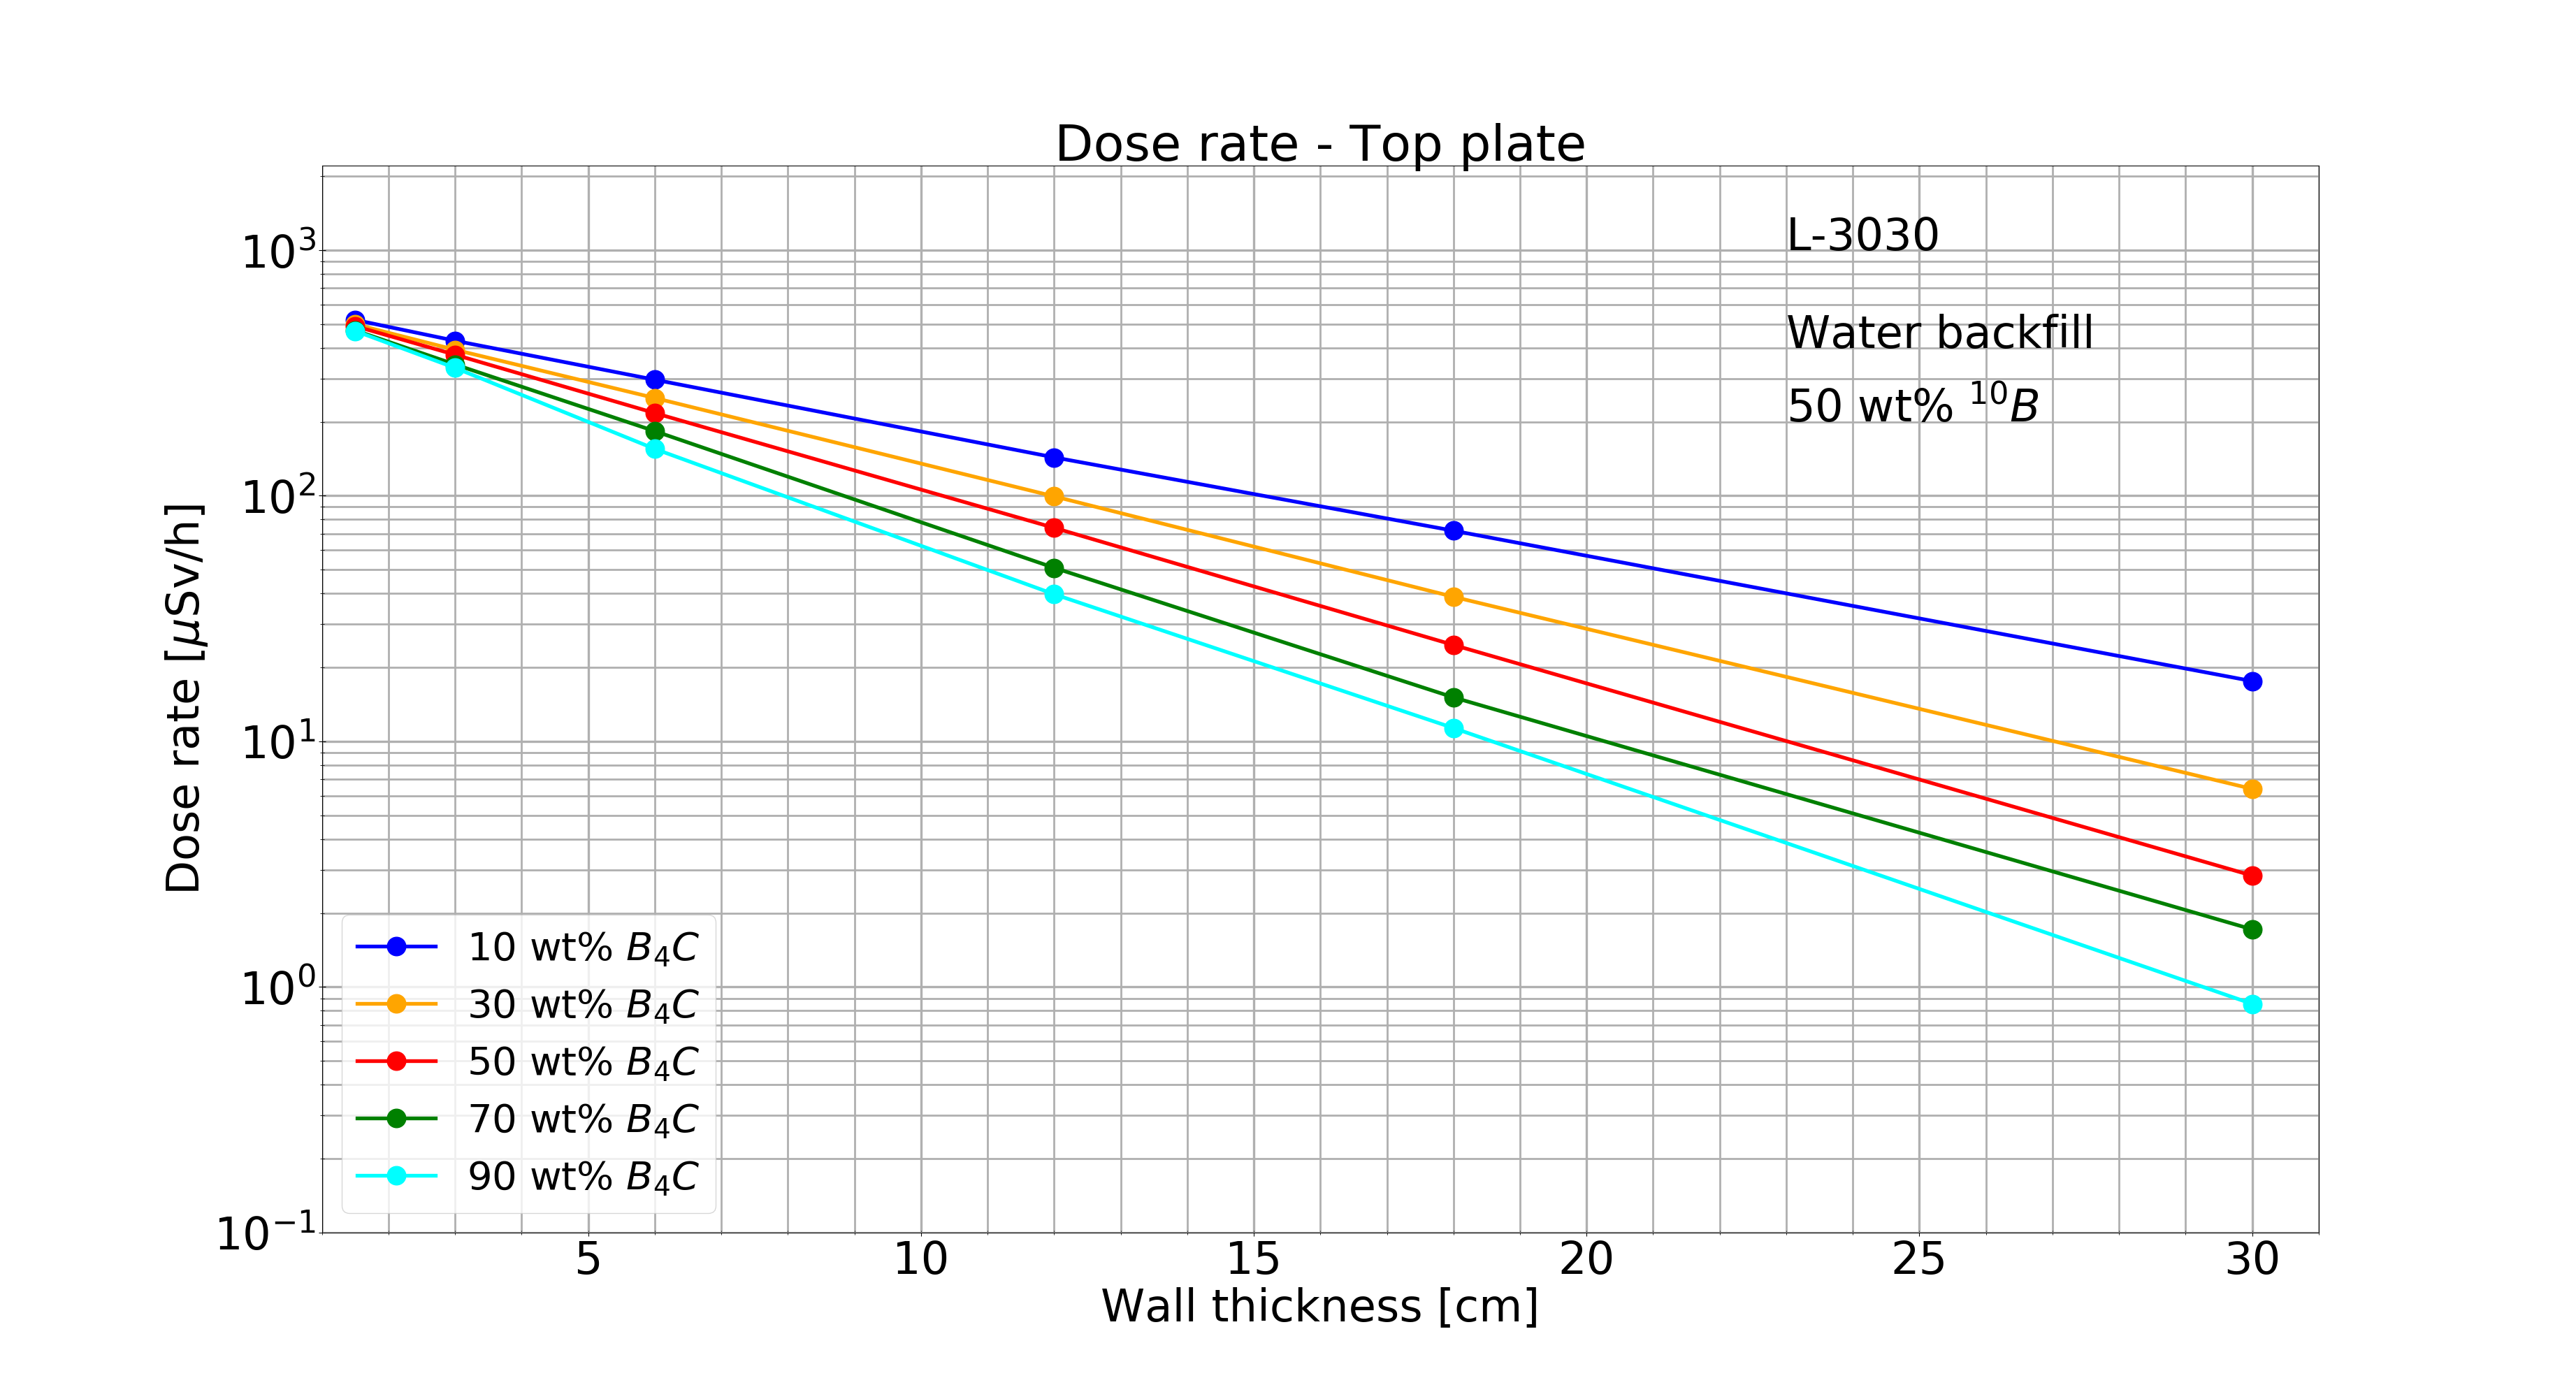 Dose rate - Top plate
L-3030
Water backfill
50 wt% ¹⁰B
Dose rate [μSv/h]
10³
10²
10¹
10⁰
10⁻¹
10 wt% B₄C
30 wt% B₄C
50 wt% B₄C
70 wt% B₄C
90 wt% B₄C
5 10 15 20 25 30
Wall thickness [cm]